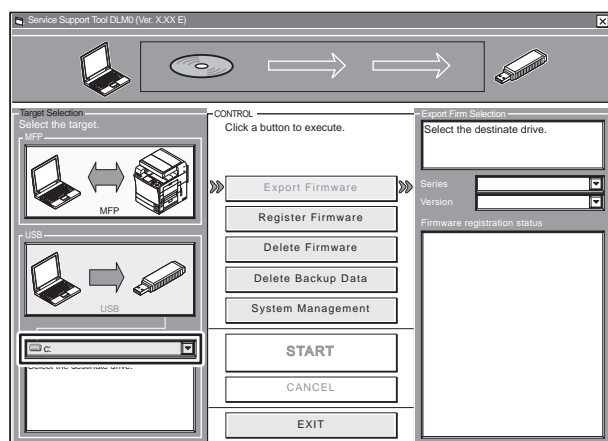 Service Support Tool DLM0 (Ver. X.XX E)
Target Selection
Select the target.
MFP
MFP
USB
USB
C:
Select the destinate drive.
CONTROL
Click a button to execute.
Export Firmware
Register Firmware
Delete Firmware
Delete Backup Data
System Management
START
CANCEL
EXIT
Export Firm Selection
Select the destinate drive.
Series
Version
Firmware registration status